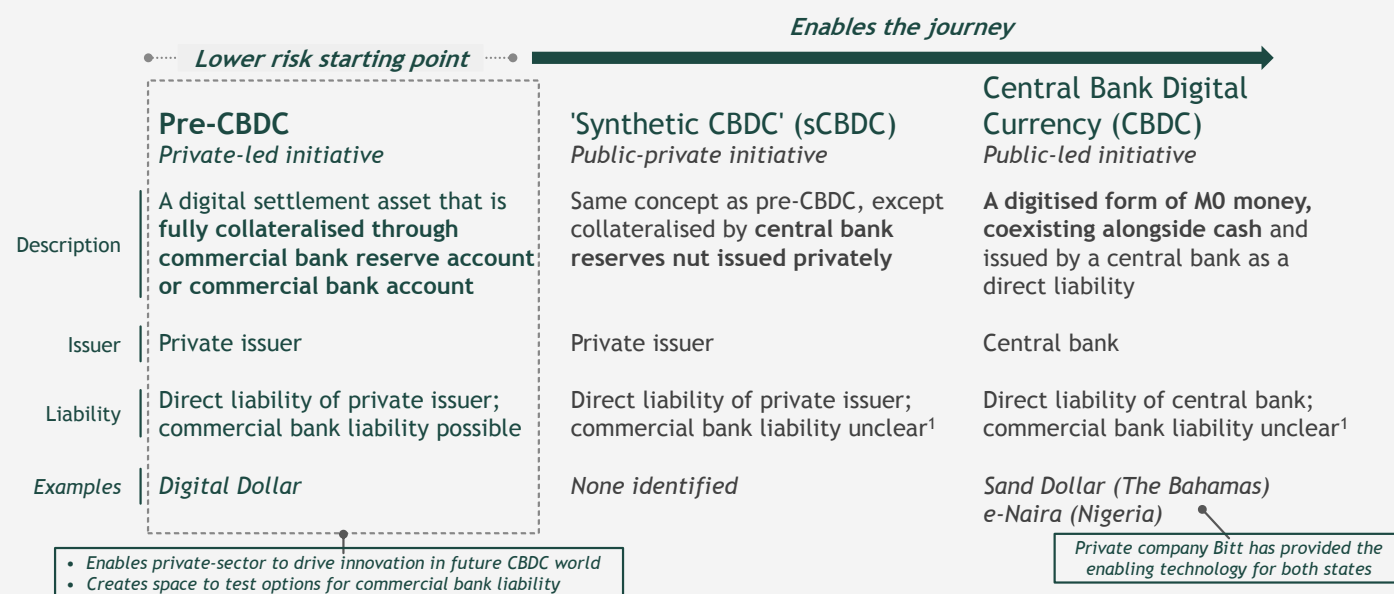 Enables the journey
Lower risk starting point
Pre-CBDC
Private-led initiative
'Synthetic CBDC' (sCBDC)
Public-private initiative
Central Bank Digital
Currency (CBDC)
Public-led initiative
Description
A digital settlement asset that is
fully collateralised through
commercial bank reserve account
or commercial bank account
Same concept as pre-CBDC, except
collateralised by central bank
reserves nut issued privately
A digitised form of M0 money,
coexisting alongside cash and
issued by a central bank as a
direct liability
Issuer
Private issuer
Private issuer
Central bank
Liability
Direct liability of private issuer;
commercial bank liability possible
Direct liability of private issuer;
commercial bank liability unclear¹
Direct liability of central bank;
commercial bank liability unclear¹
Examples
Digital Dollar
None identified
Sand Dollar (The Bahamas)
e-Naira (Nigeria)
• Enables private-sector to drive innovation in future CBDC world
• Creates space to test options for commercial bank liability
Private company Bitt has provided the
enabling technology for both states